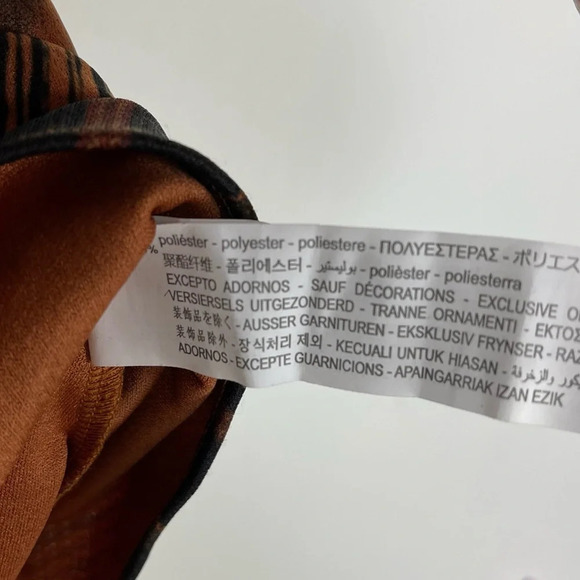 % poliéster - polyester - poliestere - ΠΟΛΥΕΣΤΕΡΑΣ - ポリエス
聚酯纤维 - 폴리에스터 - بوليستير - polièster - poliesterra
EXCEPTO ADORNOS - SAUF DÉCORATIONS - EXCLUSIVE O
VERSIERSELS UITGEZONDERD - TRANNE ORNAMENTI - ΕΚΤΟΣ
装飾品を除く - AUSSER GARNITUREN - EKSKLUSIV FRYNSER - RA
装饰品除外 - 장식처리 제외 - KECUALI UNTUK HIASAN - يكور والزخرفة
ADORNOS - EXCEPTE GUARNICIONS - APAINGARRIAK IZAN EZIK